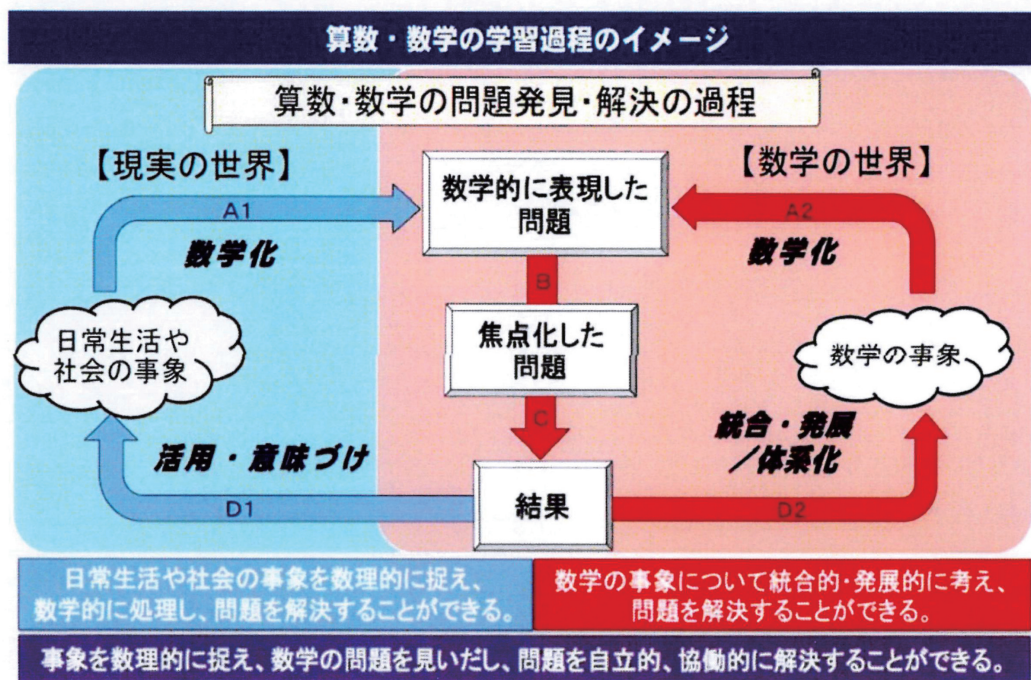 算数・数学の学習過程のイメージ
算数・数学の問題発見・解決の過程
【現実の世界】
【数学の世界】
A1
数学化
数学的に表現した
問題
A2
数学化
B
日常生活や
社会の事象
焦点化した
問題
数学の事象
C
活用・意味づけ
統合・発展
／体系化
D1
結果
D2
日常生活や社会の事象を数理的に捉え、
数学的に処理し、問題を解決することができる。
数学の事象について統合的・発展的に考え、
問題を解決することができる。
事象を数理的に捉え、数学の問題を見いだし、問題を自立的、協働的に解決することができる。